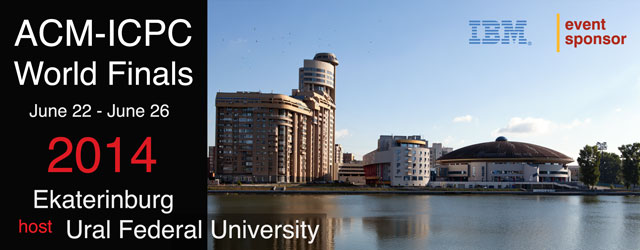 ACM-ICPC
World Finals
June 22 - June 26
2014
Ekaterinburg
host Ural Federal University
IBM®
event
sponsor